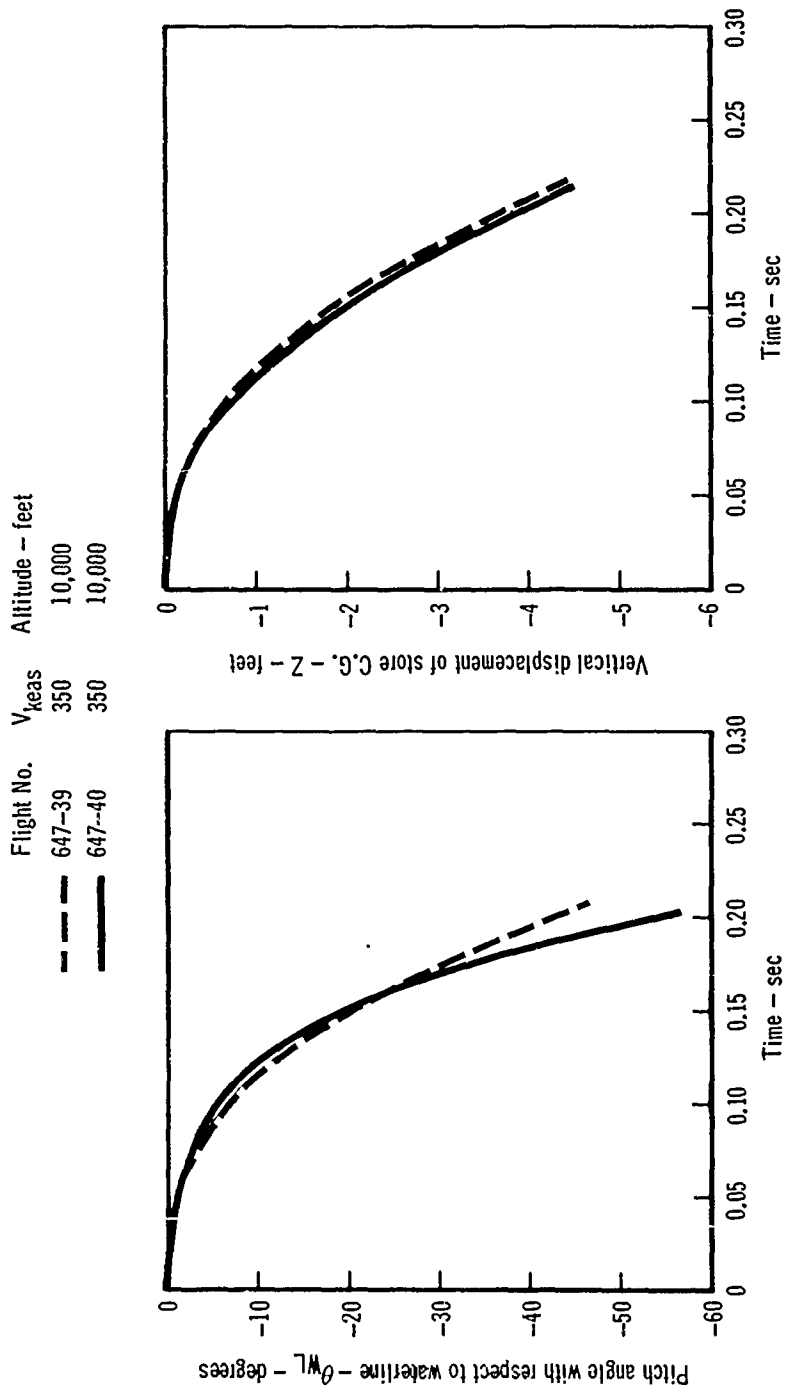 Flight No. V_keas Altitude – feet
647–39 350 10,000
647--40 350 10,000
Pitch angle with respect to waterline – θ_WL – degrees
0
–10
–20
–30
–40
–50
–60
0 0.05 0.10 0.15 0.20 0.25 0.30
Time – sec
Vertical displacement of store C.G. – Z – feet
0
–1
–2
–3
–4
–5
–6
0 0.05 0.10 0.15 0.20 0.25 0.30
Time – sec